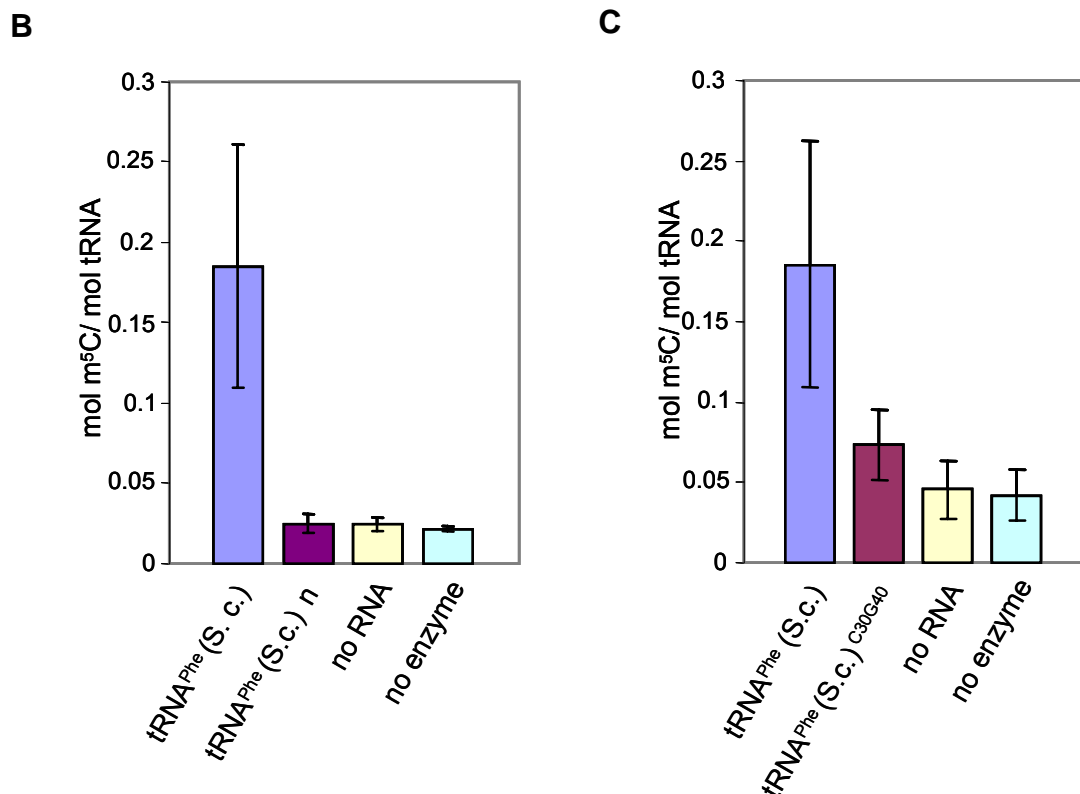 B
0.3
0.25
0.2
0.15
0.1
0.05
0
mol m⁵C/ mol tRNA
tRNAᴾʰᵉ (S. c.)
tRNAᴾʰᵉ (S.c.) n
no RNA
no enzyme
C
0.3
0.25
0.2
0.15
0.1
0.05
0
mol m⁵C/ mol tRNA
tRNAᴾʰᵉ (S.c.)
tRNAᴾʰᵉ (S.c.) C30G40
no RNA
no enzyme